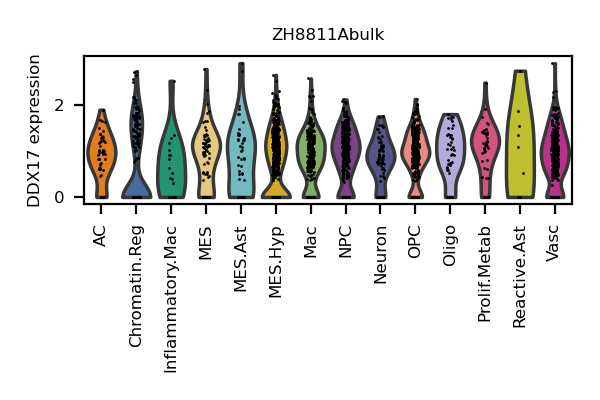 ZH8811Abulk
DDX17 expression
2
0
AC
Chromatin.Reg
Inflammatory.Mac
MES
MES.Ast
MES.Hyp
Mac
NPC
Neuron
OPC
Oligo
Prolif.Metab
Reactive.Ast
Vasc